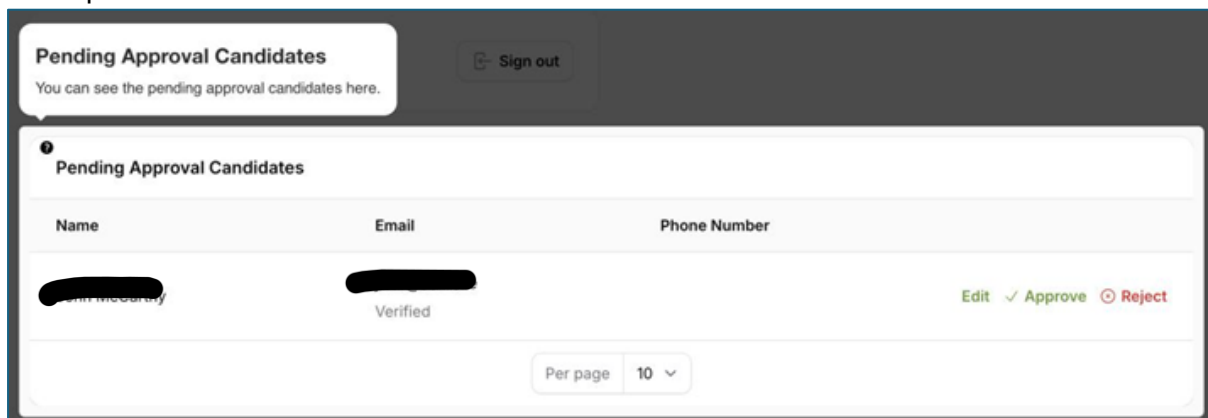 Pending Approval Candidates
You can see the pending approval candidates here.
Sign out
Pending Approval Candidates
Name Email Phone Number
Edit Approve Reject
Verified
Per page 10